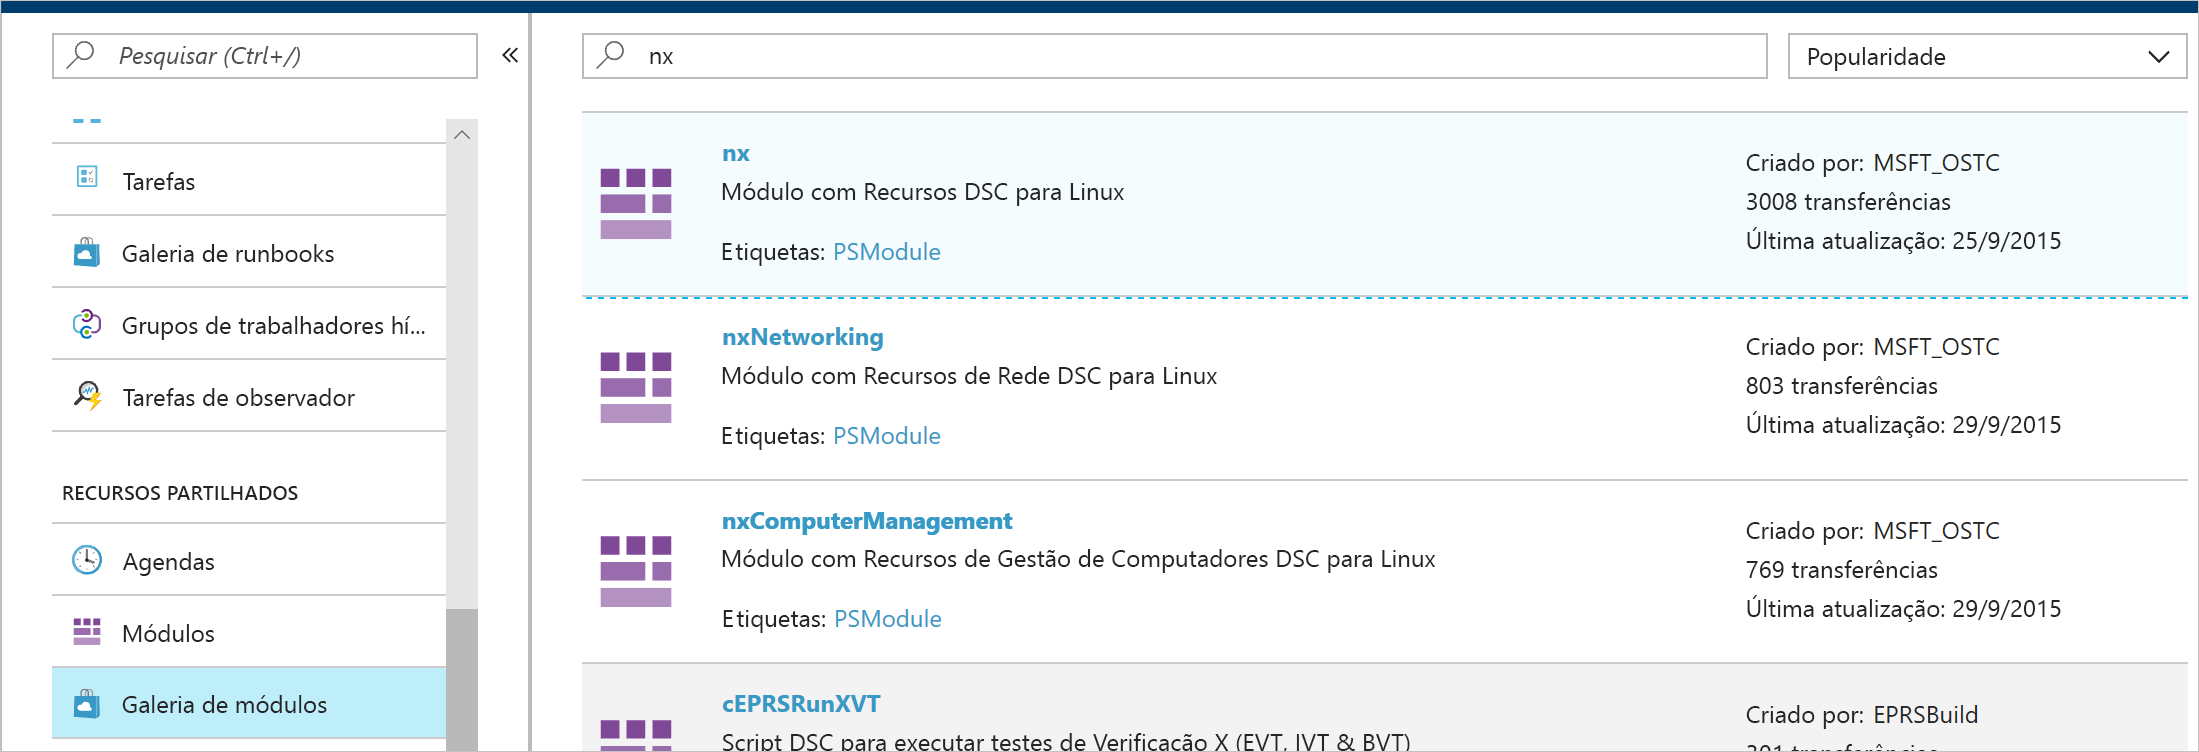 Pesquisar (Ctrl+/)
«
Tarefas
Galeria de runbooks
Grupos de trabalhadores hí...
Tarefas de observador
RECURSOS PARTILHADOS
Agendas
Módulos
Galeria de módulos
nx
Popularidade
nx
Módulo com Recursos DSC para Linux
Etiquetas: PSModule
Criado por: MSFT_OSTC
3008 transferências
Última atualização: 25/9/2015
nxNetworking
Módulo com Recursos de Rede DSC para Linux
Etiquetas: PSModule
Criado por: MSFT_OSTC
803 transferências
Última atualização: 29/9/2015
nxComputerManagement
Módulo com Recursos de Gestão de Computadores DSC para Linux
Etiquetas: PSModule
Criado por: MSFT_OSTC
769 transferências
Última atualização: 29/9/2015
cEPRSRunXVT
Script DSC para executar testes de Verificação X (EVT, IVT & BVT)
Criado por: EPRSBuild
301 transferências